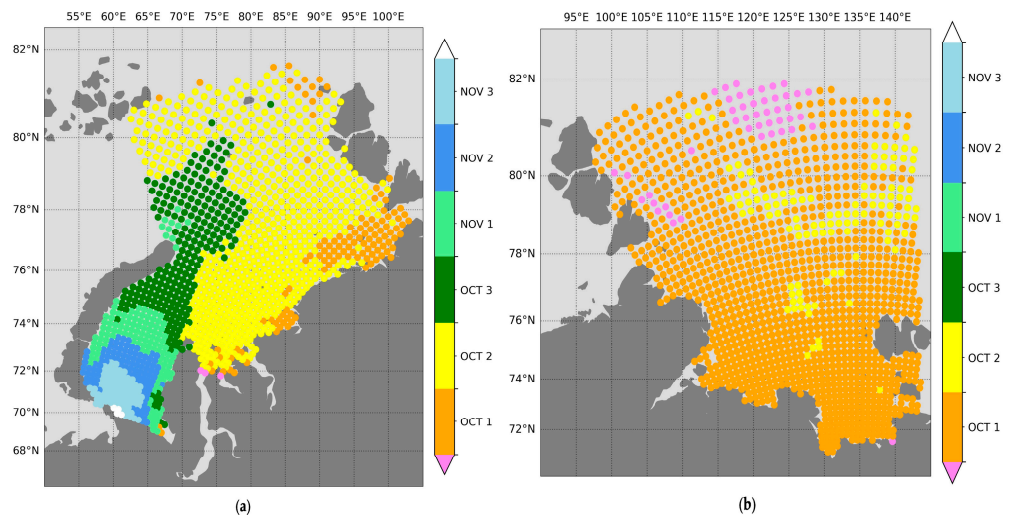 55°E 60°E 65°E 70°E 75°E 80°E 85°E 90°E 95°E 100°E
82°N
80°N
78°N
76°N
74°N
72°N
70°N
68°N
NOV 3
NOV 2
NOV 1
OCT 3
OCT 2
OCT 1
(a)
95°E 100°E 105°E 110°E 115°E 120°E 125°E 130°E 135°E 140°E
82°N
80°N
78°N
76°N
74°N
72°N
NOV 3
NOV 2
NOV 1
OCT 3
OCT 2
OCT 1
(b)